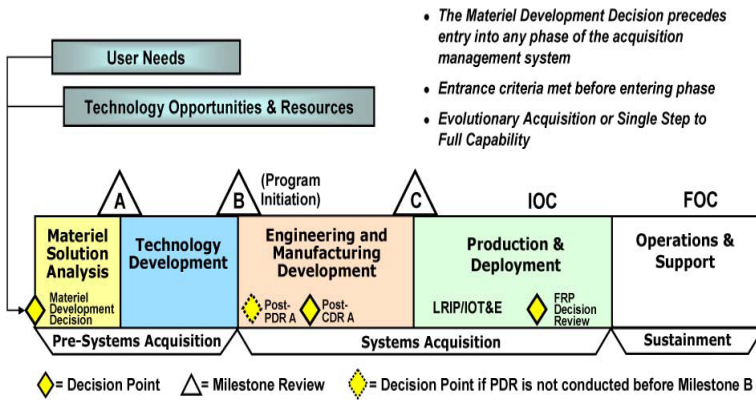 User Needs
Technology Opportunities & Resources
• The Materiel Development Decision precedes
entry into any phase of the acquisition
management system
• Entrance criteria met before entering phase
• Evolutionary Acquisition or Single Step to
Full Capability
A
B
(Program
Initiation)
C
IOC
FOC
Materiel
Solution
Analysis
Technology
Development
Engineering and
Manufacturing
Development
Production &
Deployment
Operations &
Support
Materiel
Development
Decision
Post-
PDR A
Post-
CDR A
LRIP/IOT&E
FRP
Decision
Review
Pre-Systems Acquisition
Systems Acquisition
Sustainment
= Decision Point
= Milestone Review
= Decision Point if PDR is not conducted before Milestone B